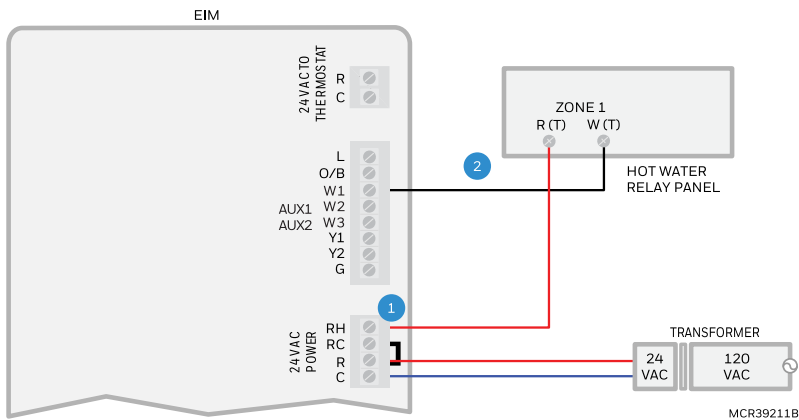 EIM
24VAC TO
THERMOSTAT
R
C
L
O/B
W1
AUX1 W2
AUX2 W3
Y1
Y2
G
24VAC
POWER
RH
RC
R
C
1
2
ZONE 1
R (T) W (T)
HOT WATER
RELAY PANEL
TRANSFORMER
24
VAC
120
VAC
MCR39211B